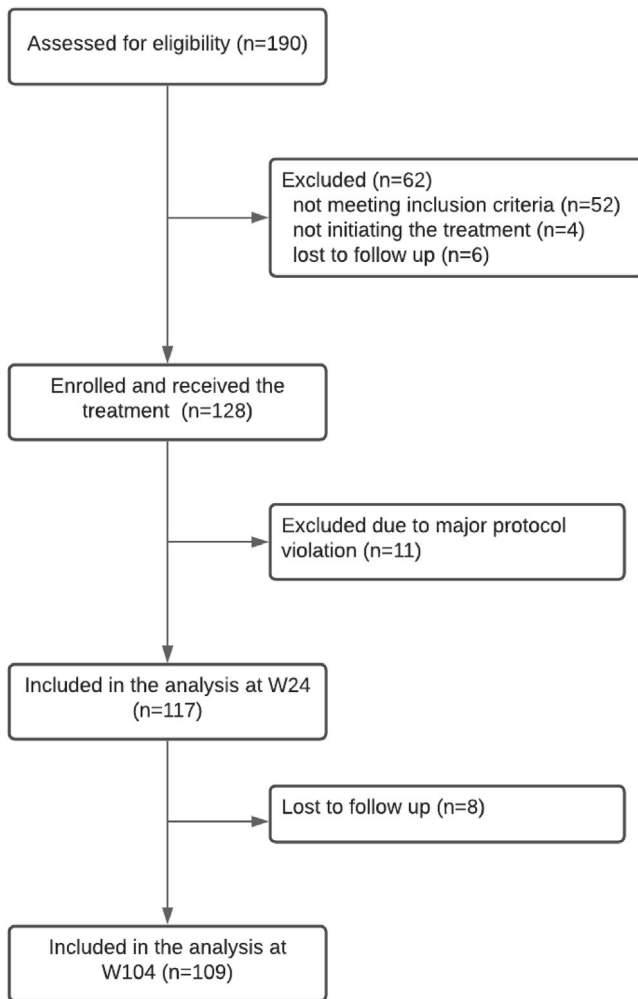 Assessed for eligibility (n=190)
Excluded (n=62)
not meeting inclusion criteria (n=52)
not initiating the treatment (n=4)
lost to follow up (n=6)
Enrolled and received the
treatment (n=128)
Excluded due to major protocol
violation (n=11)
Included in the analysis at W24
(n=117)
Lost to follow up (n=8)
Included in the analysis at
W104 (n=109)